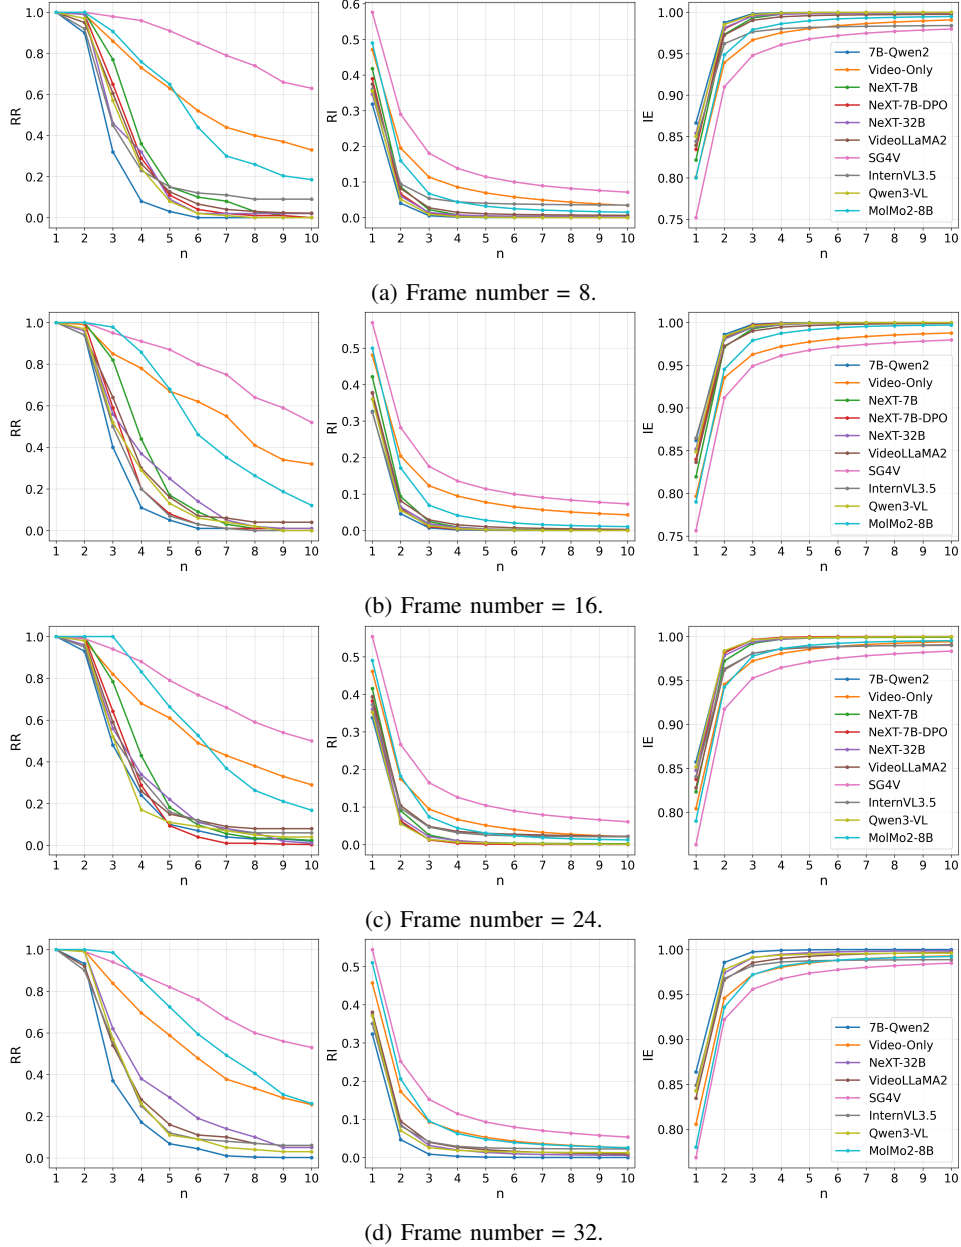 1.0
0.8
0.6
0.4
0.2
0.0
RR
1 2 3 4 5 6 7 8 9 10
n
0.6
0.5
0.4
0.3
0.2
0.1
0.0
RI
1 2 3 4 5 6 7 8 9 10
n
1.00
0.95
0.90
0.85
0.80
0.75
IE
7B-Qwen2
Video-Only
NeXT-7B
NeXT-7B-DPO
NeXT-32B
VideoLLaMA2
SG4V
InternVL3.5
Qwen3-VL
MolMo2-8B
1 2 3 4 5 6 7 8 9 10
n
(a) Frame number = 8.
1.0
0.8
0.6
0.4
0.2
0.0
RR
1 2 3 4 5 6 7 8 9 10
n
0.5
0.4
0.3
0.2
0.1
0.0
RI
1 2 3 4 5 6 7 8 9 10
n
1.00
0.95
0.90
0.85
0.80
0.75
IE
7B-Qwen2
Video-Only
NeXT-7B
NeXT-7B-DPO
NeXT-32B
VideoLLaMA2
SG4V
InternVL3.5
Qwen3-VL
MolMo2-8B
1 2 3 4 5 6 7 8 9 10
n
(b) Frame number = 16.
1.0
0.8
0.6
0.4
0.2
0.0
RR
1 2 3 4 5 6 7 8 9 10
n
0.5
0.4
0.3
0.2
0.1
0.0
RI
1 2 3 4 5 6 7 8 9 10
n
1.00
0.95
0.90
0.85
0.80
IE
7B-Qwen2
Video-Only
NeXT-7B
NeXT-7B-DPO
NeXT-32B
VideoLLaMA2
SG4V
InternVL3.5
Qwen3-VL
MolMo2-8B
1 2 3 4 5 6 7 8 9 10
n
(c) Frame number = 24.
1.0
0.8
0.6
0.4
0.2
0.0
RR
1 2 3 4 5 6 7 8 9 10
n
0.5
0.4
0.3
0.2
0.1
0.0
RI
1 2 3 4 5 6 7 8 9 10
n
1.00
0.95
0.90
0.85
0.80
IE
7B-Qwen2
Video-Only
NeXT-32B
VideoLLaMA2
SG4V
InternVL3.5
Qwen3-VL
MolMo2-8B
1 2 3 4 5 6 7 8 9 10
n
(d) Frame number = 32.